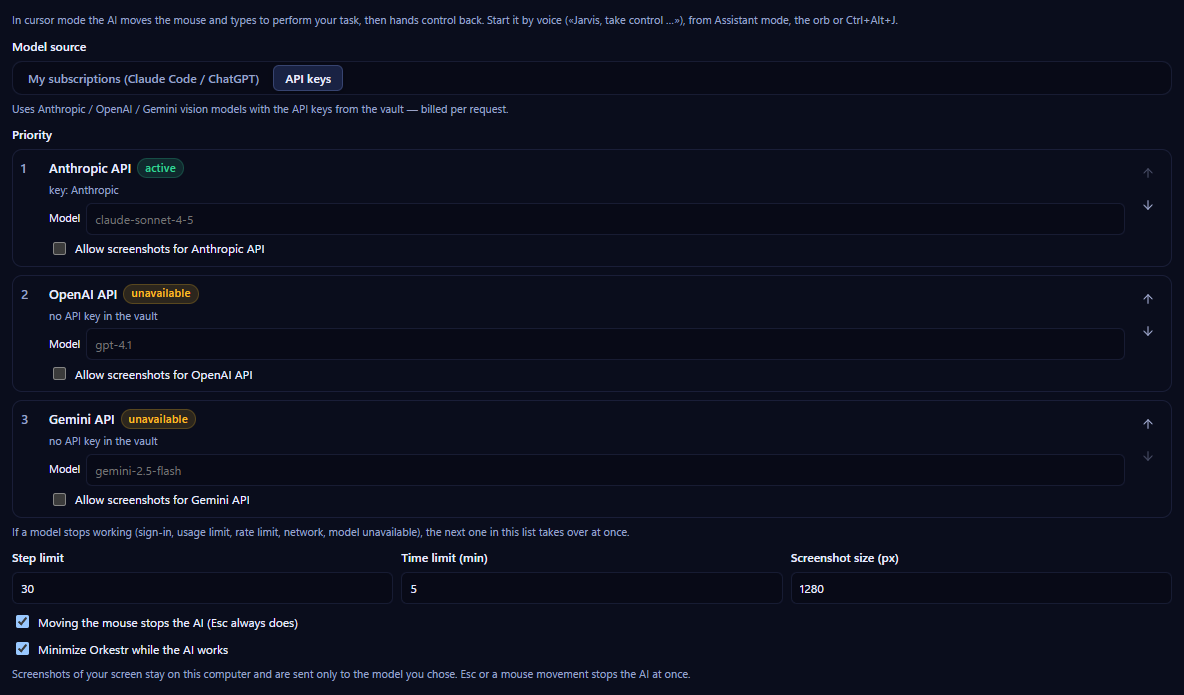 In cursor mode the AI moves the mouse and types to perform your task, then hands control back. Start it by voice («Jarvis, take control ...»), from Assistant mode, the orb or Ctrl+Alt+J.
Model source
My subscriptions (Claude Code / ChatGPT) API keys
Uses Anthropic / OpenAI / Gemini vision models with the API keys from the vault — billed per request.
Priority
1 Anthropic API active
key: Anthropic
Model claude-sonnet-4-5
Allow screenshots for Anthropic API
2 OpenAI API unavailable
no API key in the vault
Model gpt-4.1
Allow screenshots for OpenAI API
3 Gemini API unavailable
no API key in the vault
Model gemini-2.5-flash
Allow screenshots for Gemini API
If a model stops working (sign-in, usage limit, rate limit, network, model unavailable), the next one in this list takes over at once.
Step limit Time limit (min) Screenshot size (px)
30 5 1280
Moving the mouse stops the AI (Esc always does)
Minimize Orkestr while the AI works
Screenshots of your screen stay on this computer and are sent only to the model you chose. Esc or a mouse movement stops the AI at once.